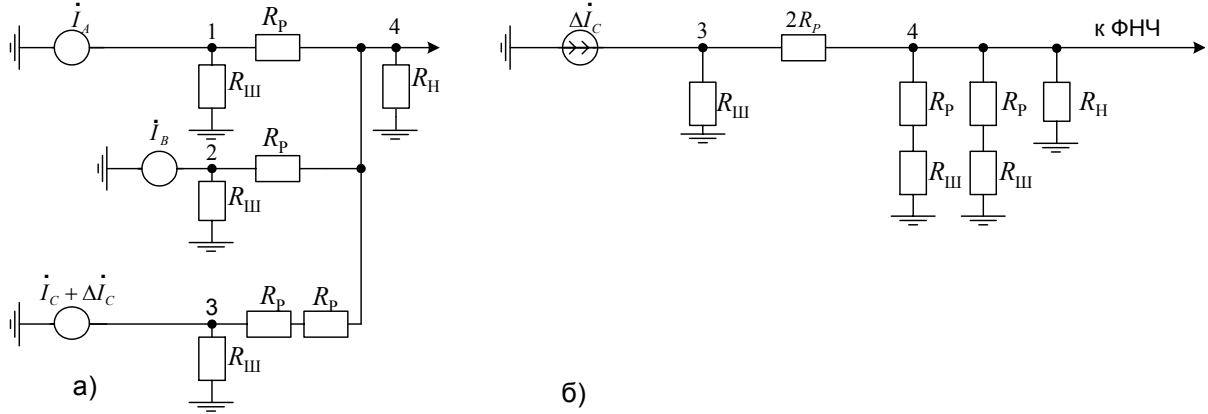 İ_A
1
R_P
4
R_Ш
R_Н
İ_B
2
R_P
R_Ш
İ_C + Δİ_C
3
R_P
R_P
R_Ш
а)
Δİ_C
3
2R_P
4
к ФНЧ
R_Ш
R_P
R_P
R_Н
R_Ш
R_Ш
б)